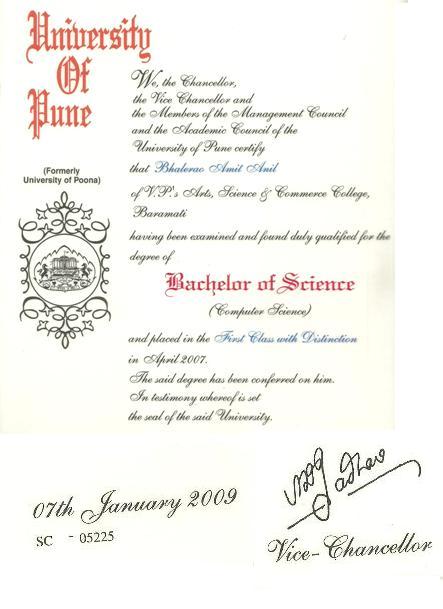 University
Of
Pune
(Formerly
University of Poona)
We, the Chancellor,
the Vice Chancellor and
the Members of the Management Council
and the Academic Council of the
University of Pune certify
that Bhalerao Amit Anil
of V.P.'s Arts, Science & Commerce College,
Baramati
having been examined and found duly qualified for the
degree of
Bachelor of Science
(Computer Science)
and placed in the First Class with Distinction
in April 2007.
The said degree has been conferred on him.
In testimony whereof is set
the seal of the said University.
07th January 2009
SC - 05225
Vice-Chancellor